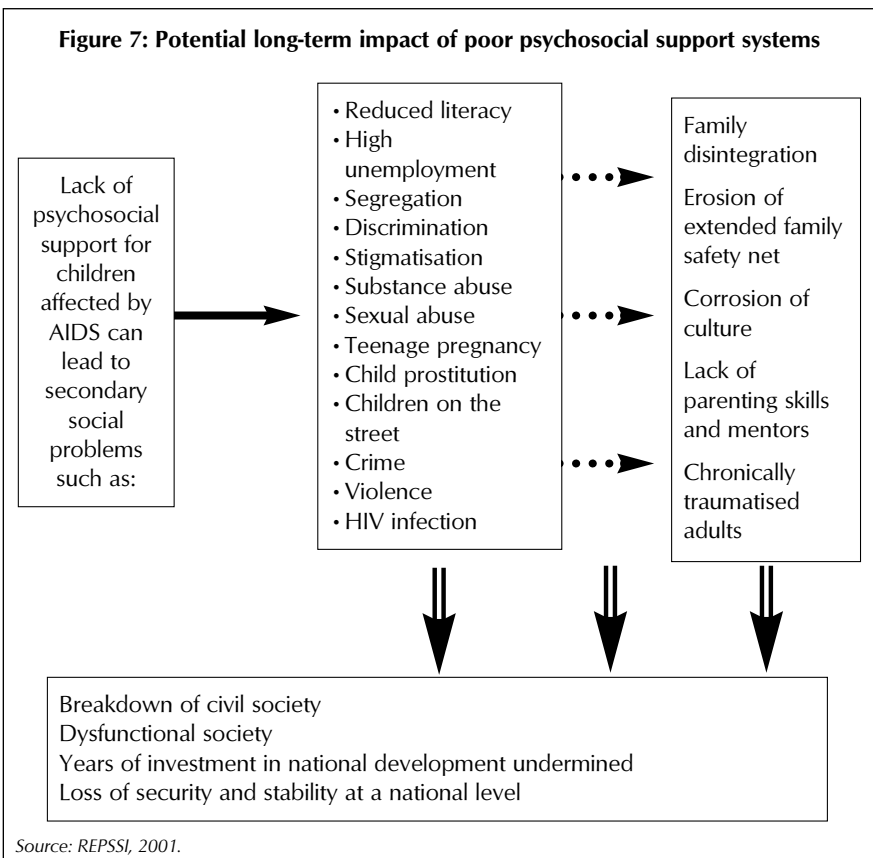 Figure 7: Potential long-term impact of poor psychosocial support systems
Lack of
psychosocial
support for
children
affected by
AIDS can
lead to
secondary
social
problems
such as:
• Reduced literacy
• High
unemployment
• Segregation
• Discrimination
• Stigmatisation
• Substance abuse
• Sexual abuse
• Teenage pregnancy
• Child prostitution
• Children on the
street
• Crime
• Violence
• HIV infection
Family
disintegration
Erosion of
extended family
safety net
Corrosion of
culture
Lack of
parenting skills
and mentors
Chronically
traumatised
adults
Breakdown of civil society
Dysfunctional society
Years of investment in national development undermined
Loss of security and stability at a national level
Source: REPSSI, 2001.